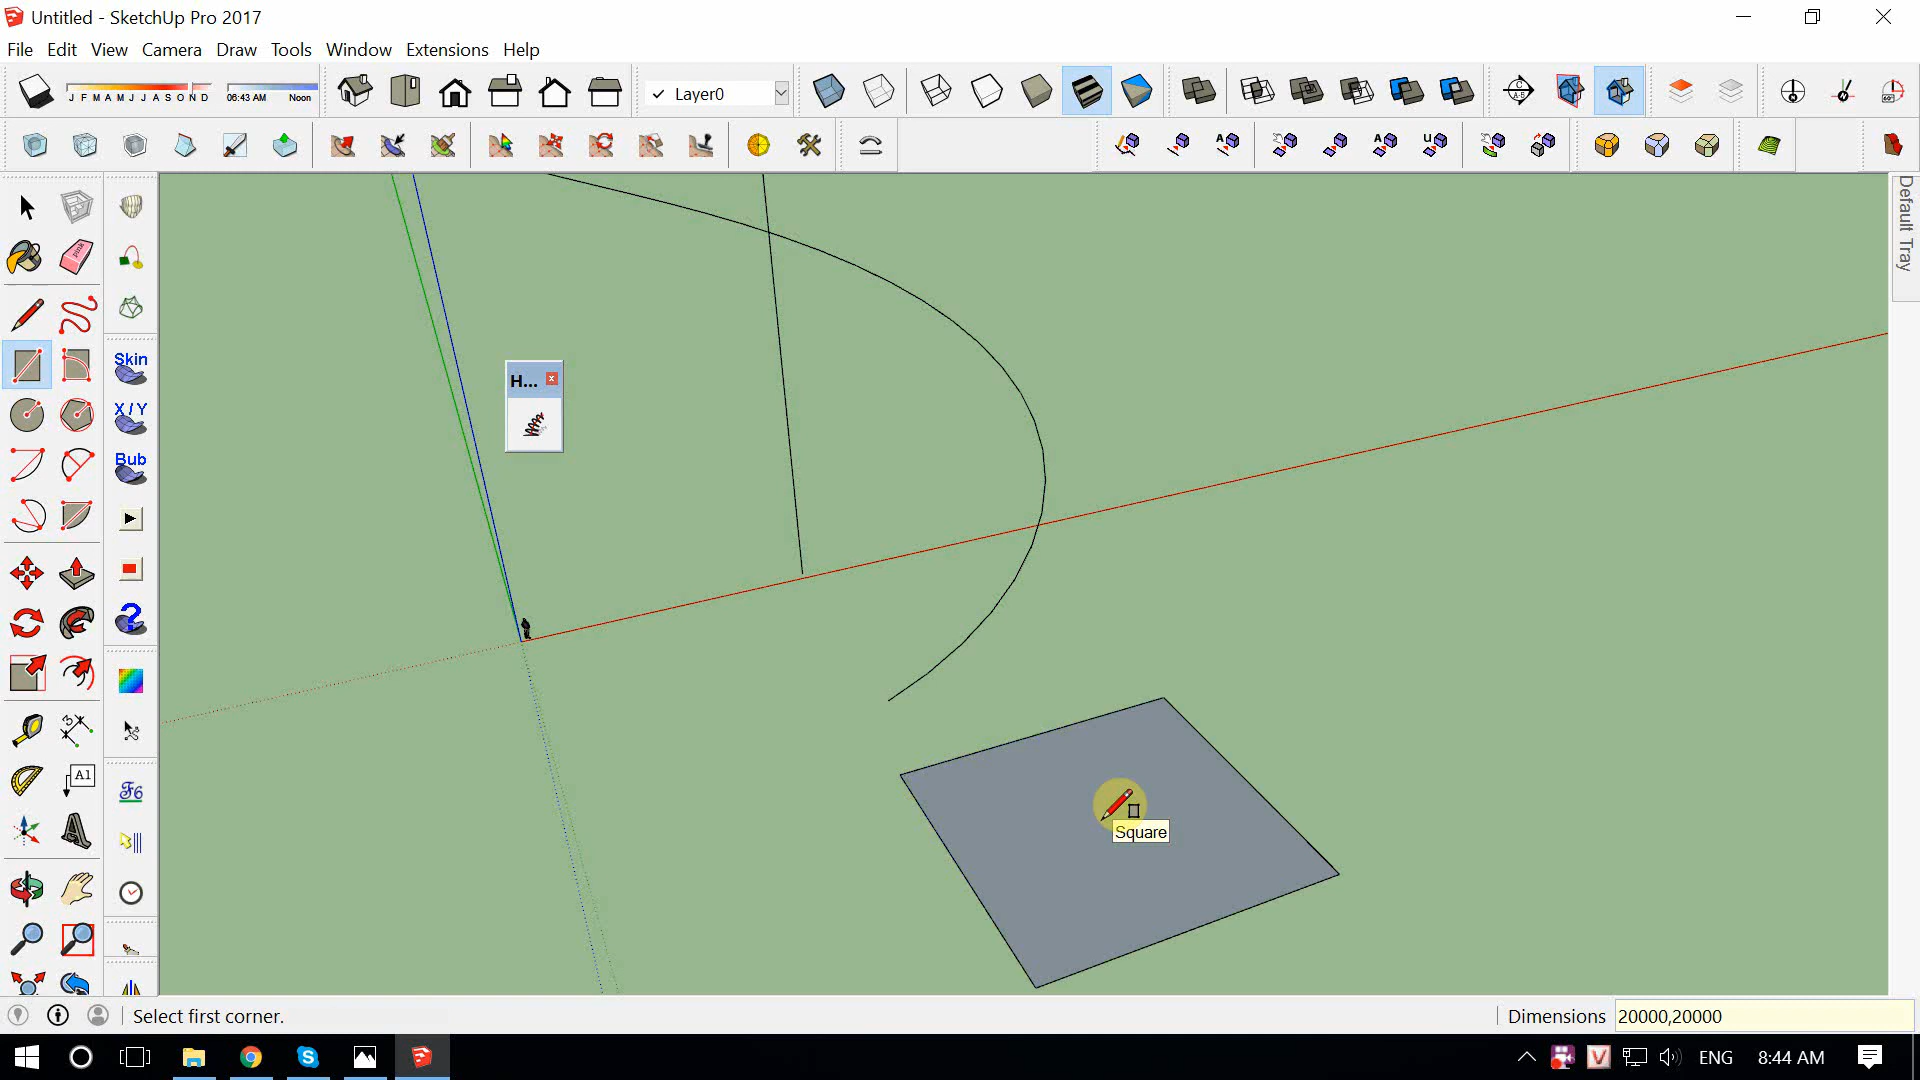 Untitled - SketchUp Pro 2017
File Edit View Camera Draw Tools Window Extensions Help
J F M A M J J A S O N D
06:43 AM Noon
Layer0
Default Tray
Skin
X / Y
Bub
H...
A1
Square
Select first corner.
Dimensions 20000,20000
ENG 8:44 AM